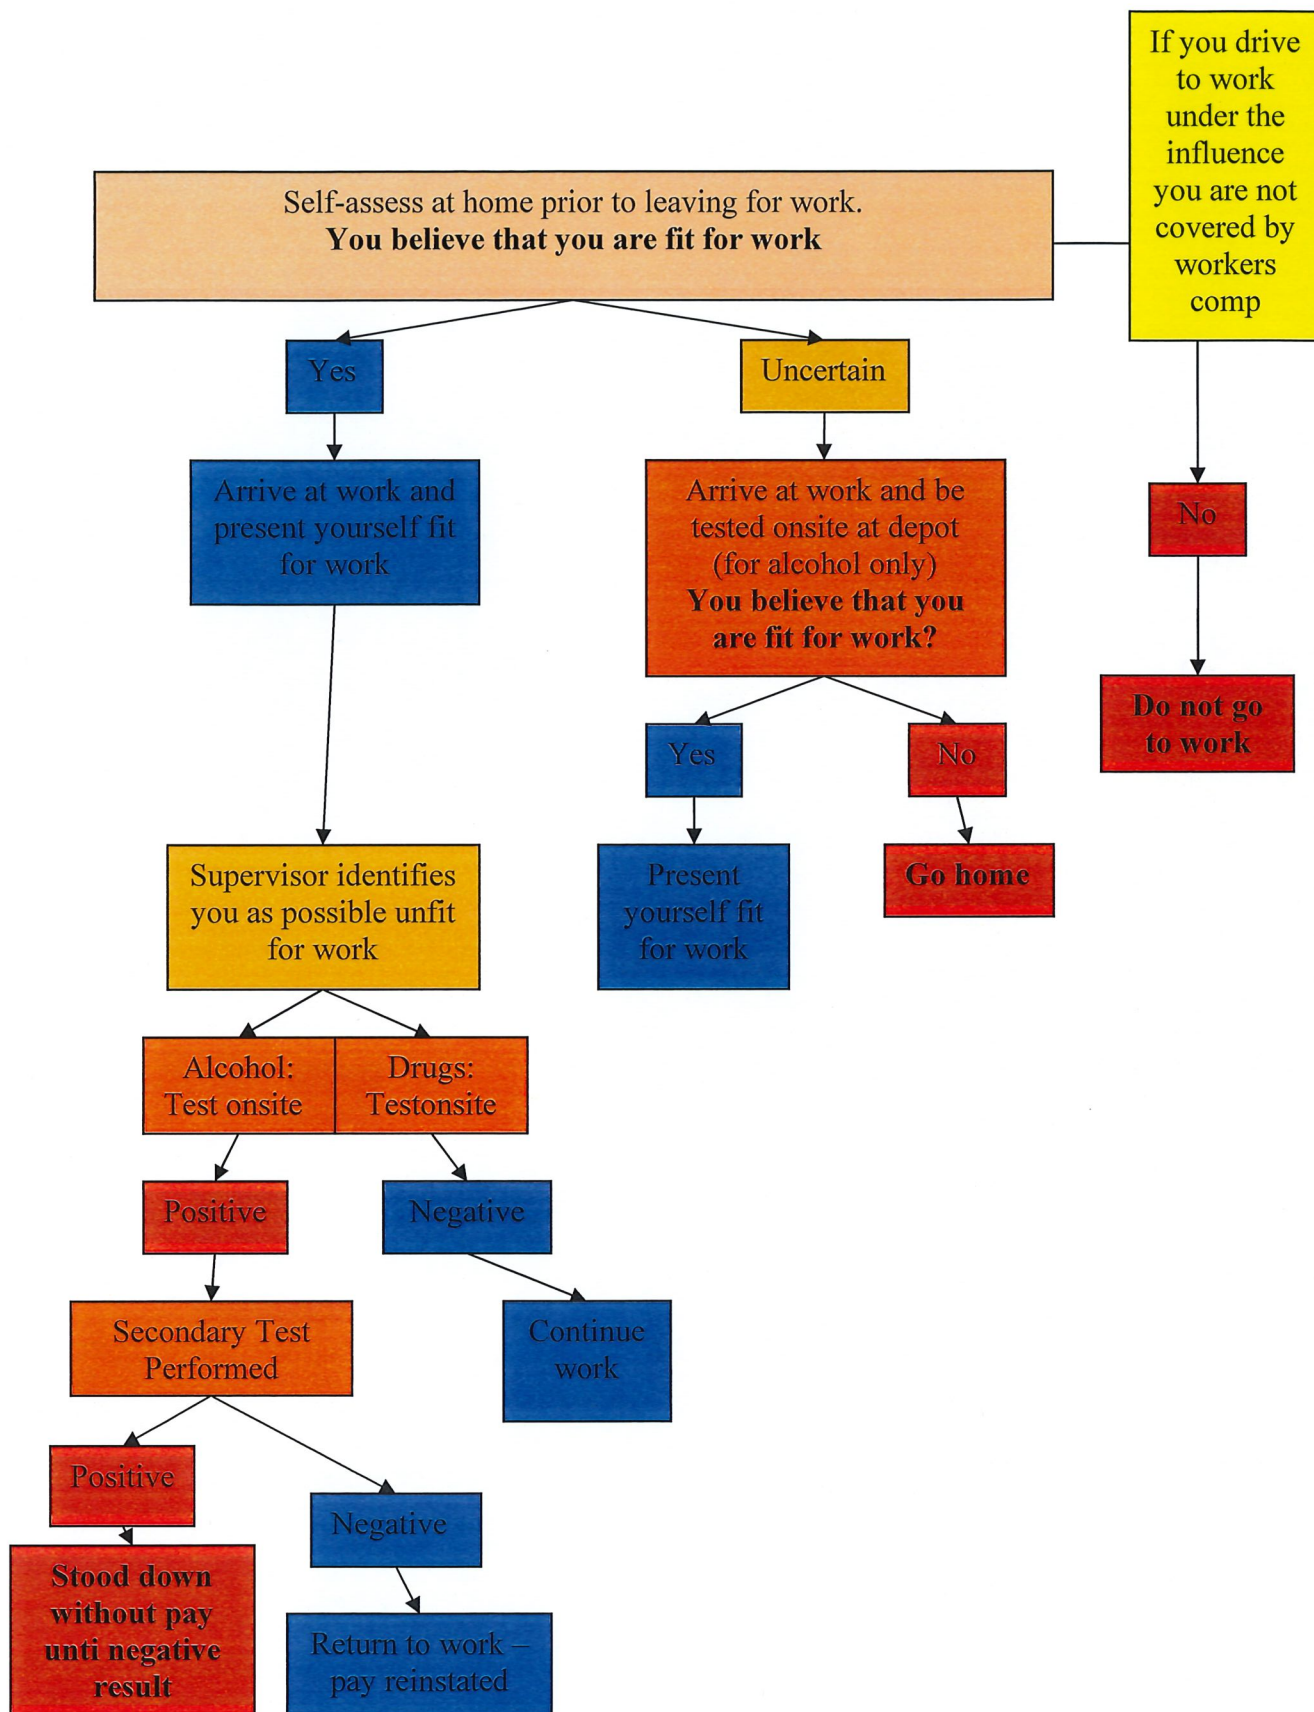 If you drive
to work
under the
influence
you are not
covered by
workers
comp
Self-assess at home prior to leaving for work.
You believe that you are fit for work
Yes
Uncertain
Arrive at work and
present yourself fit
for work
Arrive at work and be
tested onsite at depot
(for alcohol only)
You believe that you
are fit for work?
No
Do not go
to work
Yes
No
Supervisor identifies
you as possible unfit
for work
Present
yourself fit
for work
Go home
Alcohol:
Test onsite
Drugs:
Testonsite
Positive
Negative
Secondary Test
Performed
Continue
work
Positive
Negative
Stood down
without pay
unti negative
result
Return to work –
pay reinstated